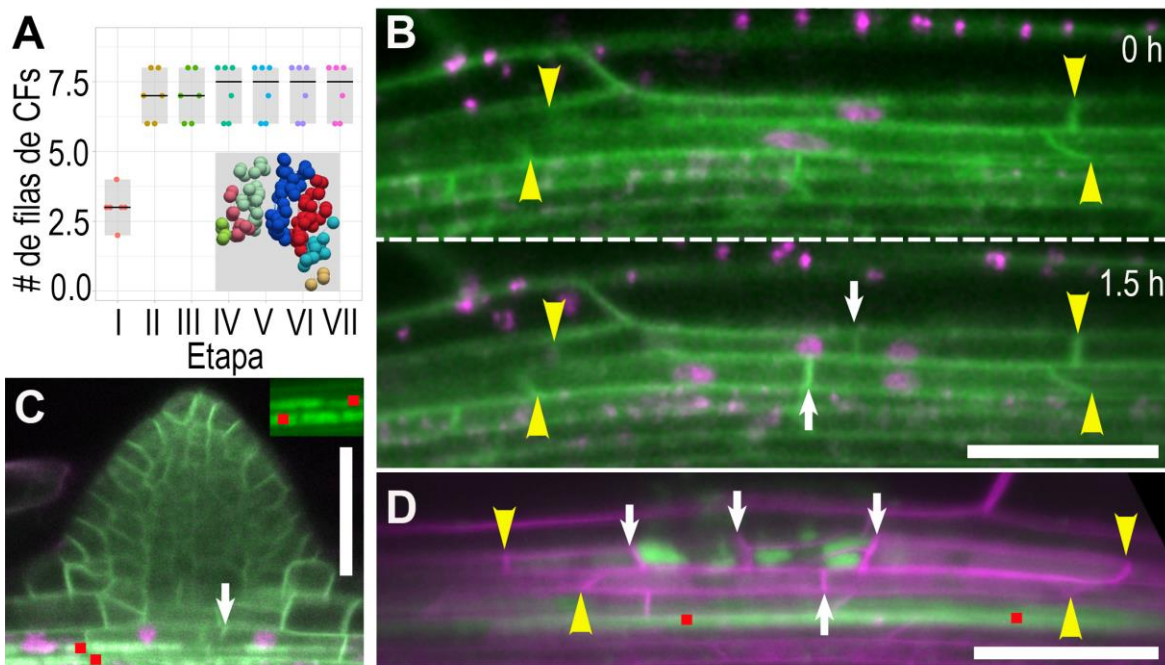 A
# de filas de CFs
7.5
5.0
2.5
0.0
I II III IV V VI VII
Etapa
B
0 h
1.5 h
C
D